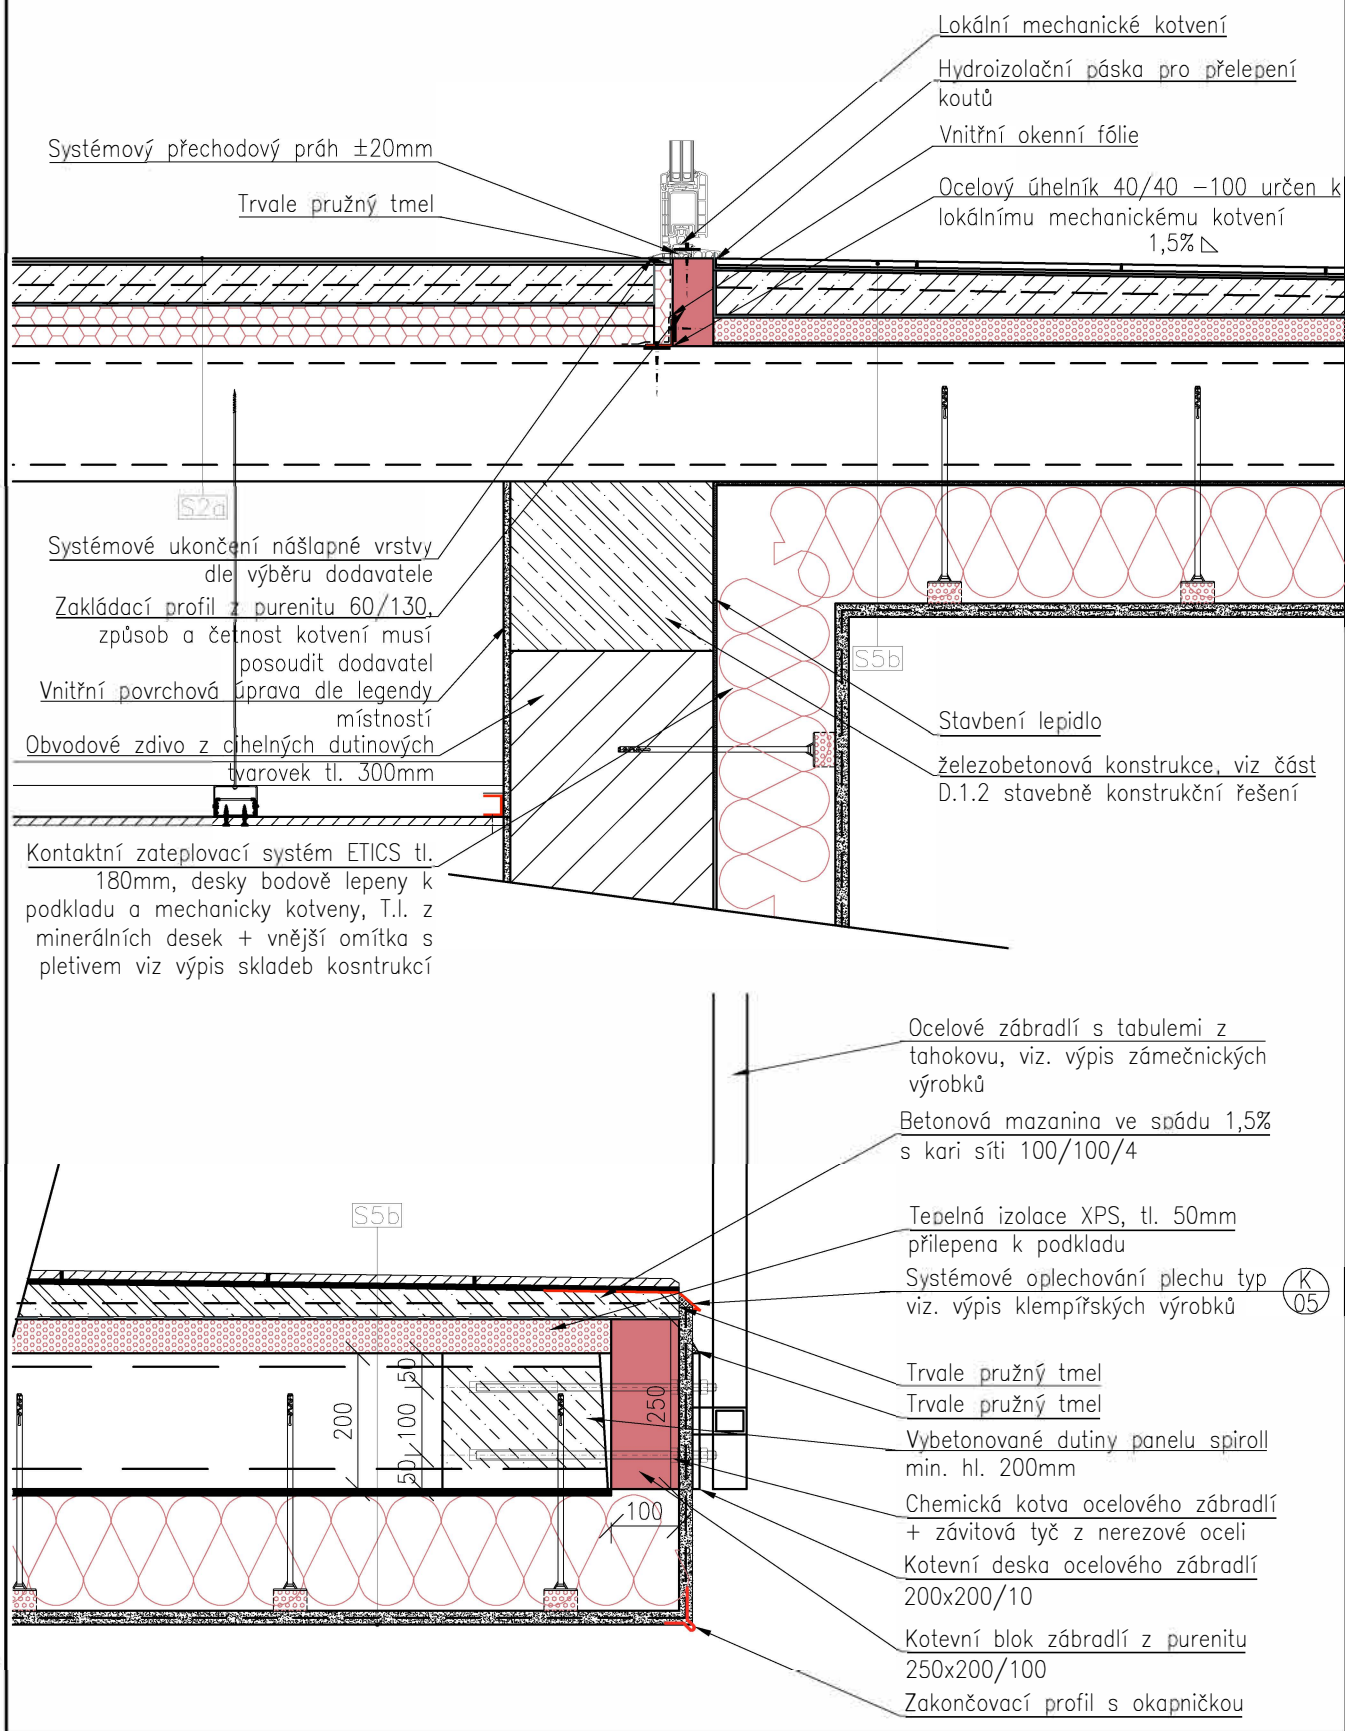 Lokální mechanické kotvení
Hydroizolační páska pro přelepení
koutů
Vnitřní okenní fólie
Ocelový úhelník 40/40 –100 určen k
lokálnímu mechanickému kotvení
1,5%
Systémový přechodový práh ±20mm
Trvale pružný tmel
S2a
Systémové ukončení nášlapné vrstvy
dle výběru dodavatele
Zakládací profil z purenitu 60/130,
způsob a četnost kotvení musí
posoudit dodavatel
Vnitřní povrchová úprava dle legendy
místností
Obvodové zdivo z cihelných dutinových
tvarovek tl. 300mm
Kontaktní zateplovací systém ETICS tl.
180mm, desky bodově lepeny k
podkladu a mechanicky kotveny, T.I. z
minerálních desek + vnější omítka s
pletivem viz výpis skladeb kosntrukcí
S5b
Stavbení lepidlo
železobetonová konstrukce, viz část
D.1.2 stavebně konstrukční řešení
Ocelové zábradlí s tabulemi z
tahokovu, viz. výpis zámečnických
výrobků
Betonová mazanina ve spádu 1,5%
s kari síti 100/100/4
S5b
Tepelná izolace XPS, tl. 50mm
přilepena k podkladu
Systémové oplechování plechu typ
viz. výpis klempířských výrobků
K
05
Trvale pružný tmel
Trvale pružný tmel
Vybetonované dutiny panelu spiroll
min. hl. 200mm
Chemická kotva ocelového zábradlí
+ závitová tyč z nerezové oceli
Kotevní deska ocelového zábradlí
200x200/10
Kotevní blok zábradlí z purenitu
250x200/100
Zakončovací profil s okapničkou
200
50
100
50
250
100